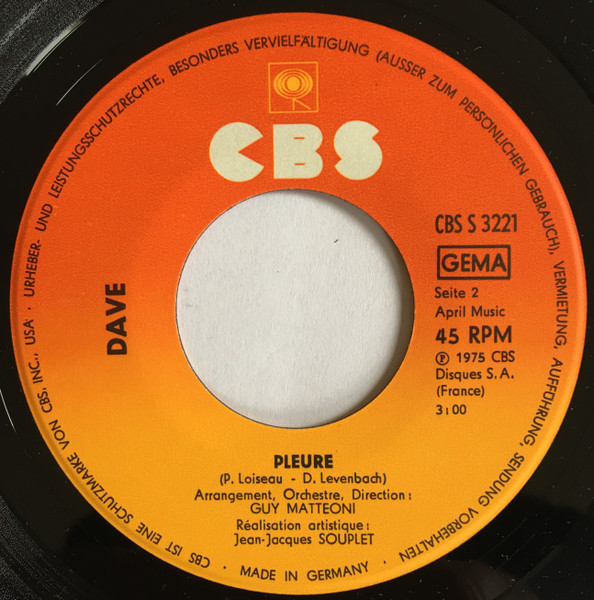 CBS IST EINE SCHUTZMARKE VON CBS, INC., USA · URHEBER- UND LEISTUNGSSCHUTZRECHTE, BESONDERS VERVIELFÄLTIGUNG (AUSSER ZUM PERSÖNLICHEN GEBRAUCH), VERMIETUNG, AUFFÜHRUNG, SENDUNG VORBEHALTEN
CBS
DAVE
CBS S 3221
GEMA
Seite 2
April Music
45 RPM
℗ 1975 CBS
Disques S.A.
(France)
3:00
PLEURE
(P. Loiseau - D. Levenbach)
Arrangement, Orchestre, Direction:
GUY MATTEONI
Réalisation artistique:
Jean-Jacques SOUPLET
· MADE IN GERMANY ·